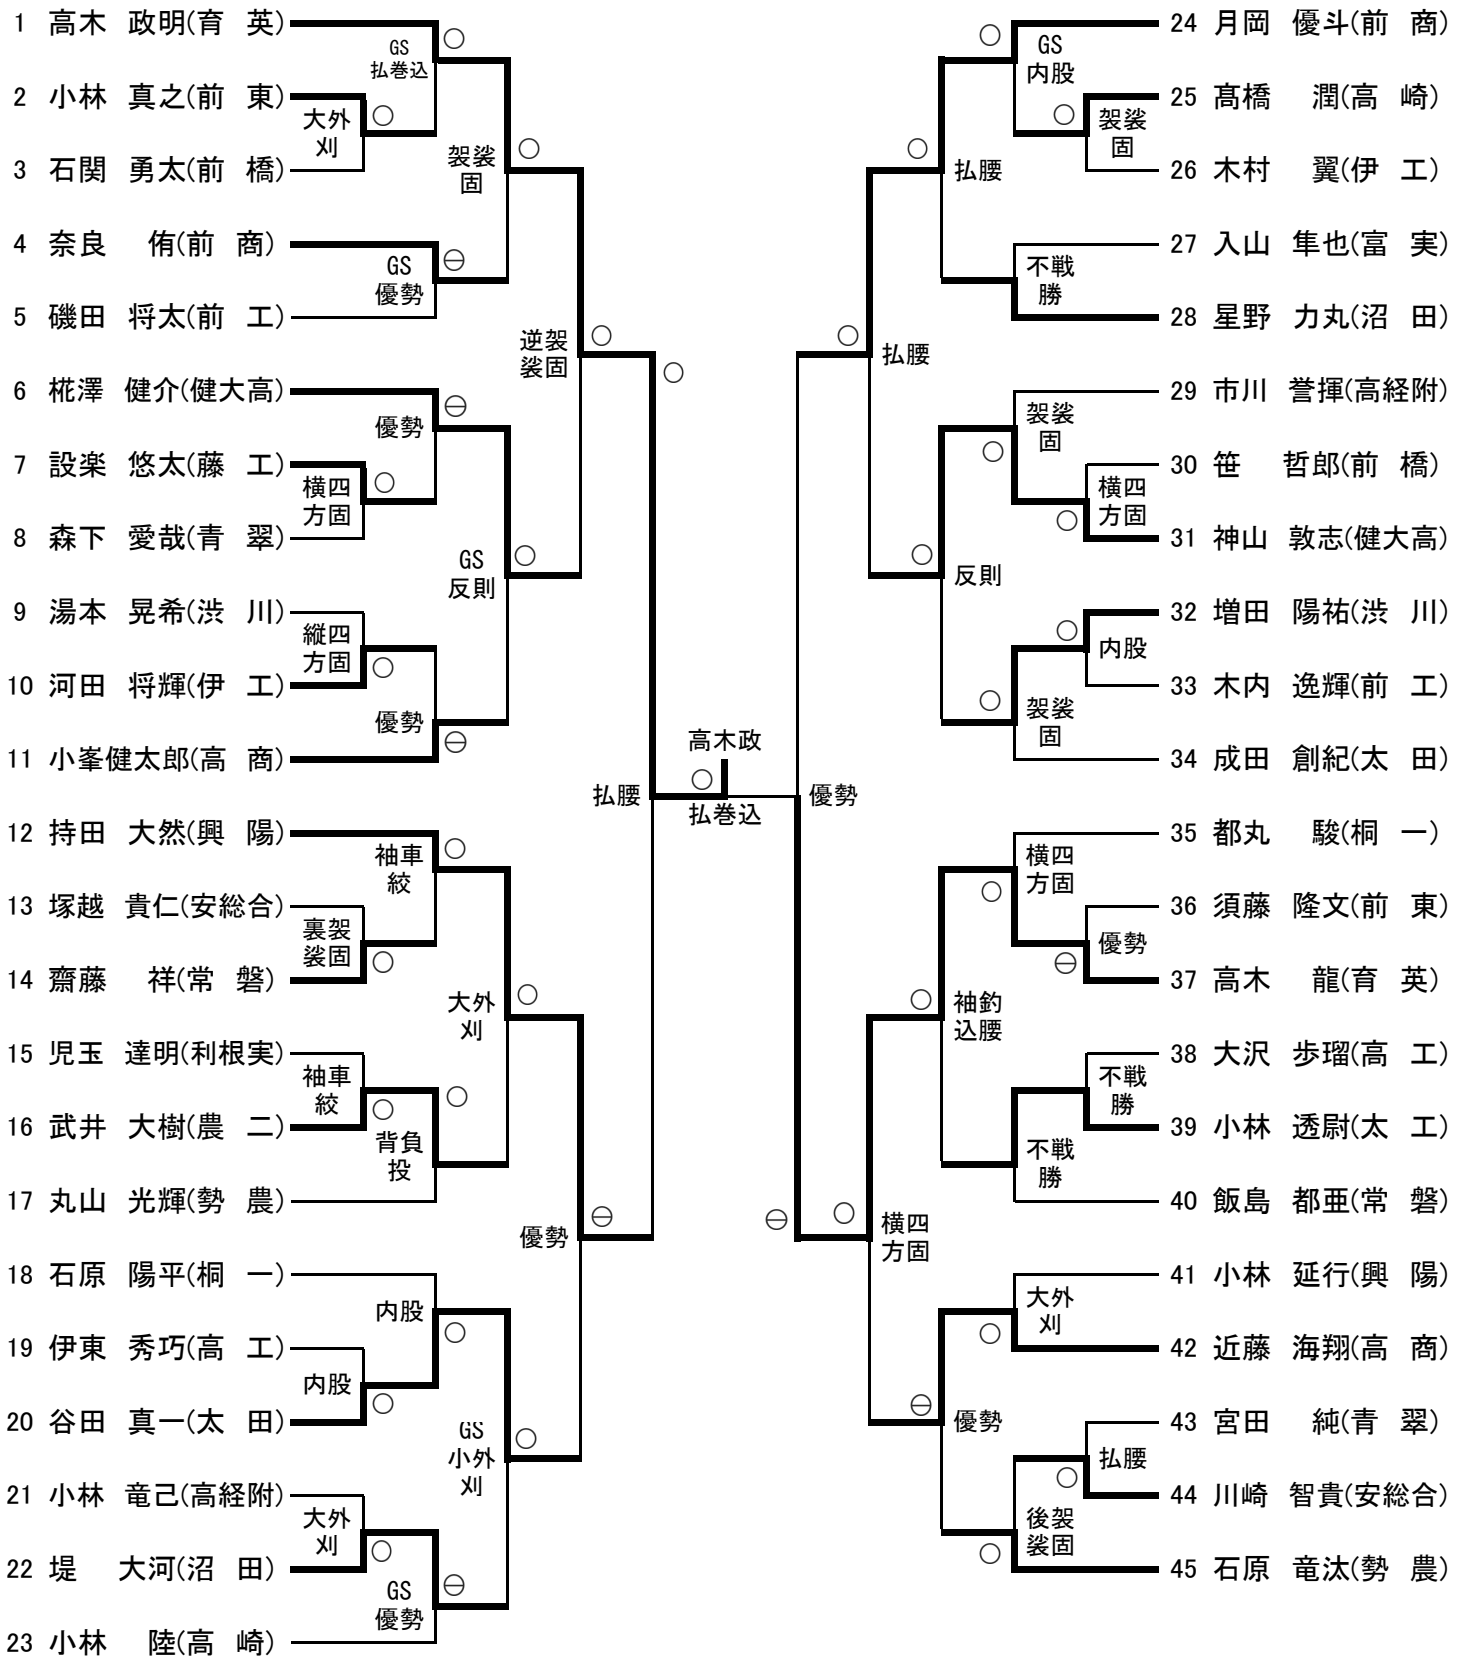 1 高木 政明(育 英)
GS
払巻込
2 小林 真之(前 東)
大外
刈
3 石関 勇太(前 橋)
袈裟
固
4 奈良 侑(前 商)
GS
優勢
5 磯田 将太(前 工)
逆袈
裟固
6 椛澤 健介(健大高)
優勢
7 設楽 悠太(藤 工)
横四
方固
8 森下 愛哉(青 翠)
GS
反則
9 湯本 晃希(渋 川)
縦四
方固
10 河田 将輝(伊 工)
優勢
11 小峯健太郎(高 商)
払腰
12 持田 大然(興 陽)
袖車
絞
13 塚越 貴仁(安総合)
裏袈
裟固
14 齋藤 祥(常 磐)
大外
刈
15 児玉 達明(利根実)
袖車
絞
16 武井 大樹(農 二)
背負
投
17 丸山 光輝(勢 農)
優勢
18 石原 陽平(桐 一)
内股
19 伊東 秀巧(高 工)
内股
20 谷田 真一(太 田)
GS
小外
刈
21 小林 竜己(高経附)
大外
刈
22 堤 大河(沼 田)
GS
優勢
23 小林 陸(高 崎)
高木政
払巻込
24 月岡 優斗(前 商)
GS
内股
25 髙橋 潤(高 崎)
袈裟
固
26 木村 翼(伊 工)
払腰
27 入山 隼也(富 実)
不戦
勝
28 星野 力丸(沼 田)
払腰
29 市川 誉揮(高経附)
袈裟
固
30 笹 哲郎(前 橋)
横四
方固
31 神山 敦志(健大高)
反則
32 増田 陽祐(渋 川)
内股
33 木内 逸輝(前 工)
袈裟
固
34 成田 創紀(太 田)
優勢
35 都丸 駿(桐 一)
横四
方固
36 須藤 隆文(前 東)
優勢
37 高木 龍(育 英)
袖釣
込腰
38 大沢 歩瑠(高 工)
不戦
勝
39 小林 透尉(太 工)
不戦
勝
40 飯島 都亜(常 磐)
横四
方固
41 小林 延行(興 陽)
大外
刈
42 近藤 海翔(高 商)
優勢
43 宮田 純(青 翠)
払腰
44 川崎 智貴(安総合)
後袈
裟固
45 石原 竜汰(勢 農)